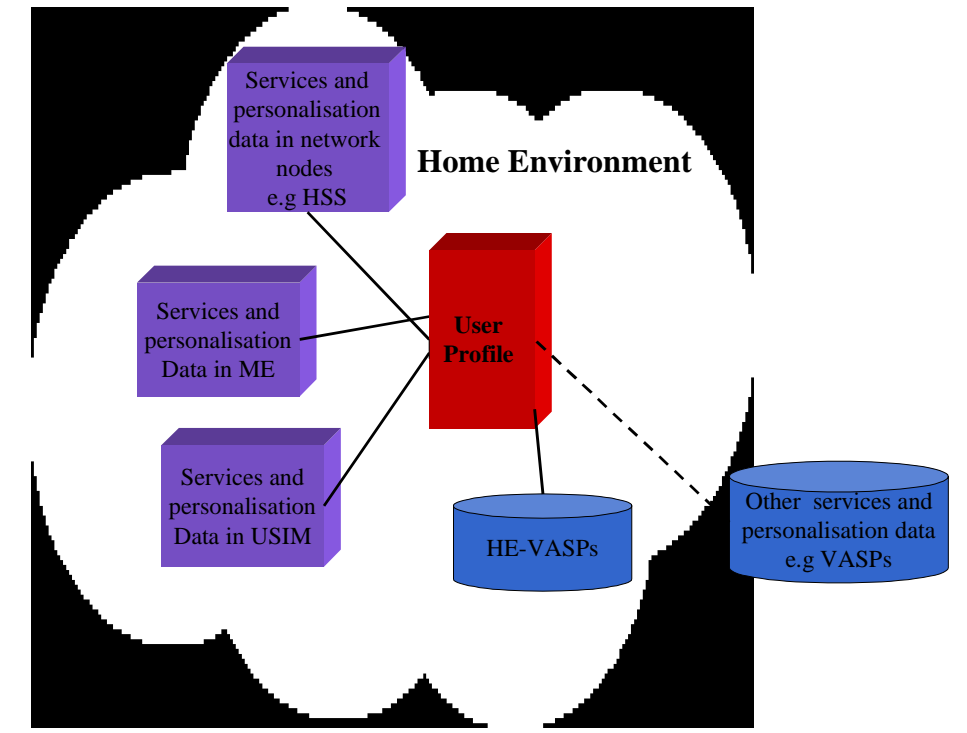 Services and
personalisation
data in network
nodes
e.g HSS
Home Environment
Services and
personalisation
Data in ME
User
Profile
Services and
personalisation
Data in USIM
HE-VASPs
Other services and
personalisation data
e.g VASPs